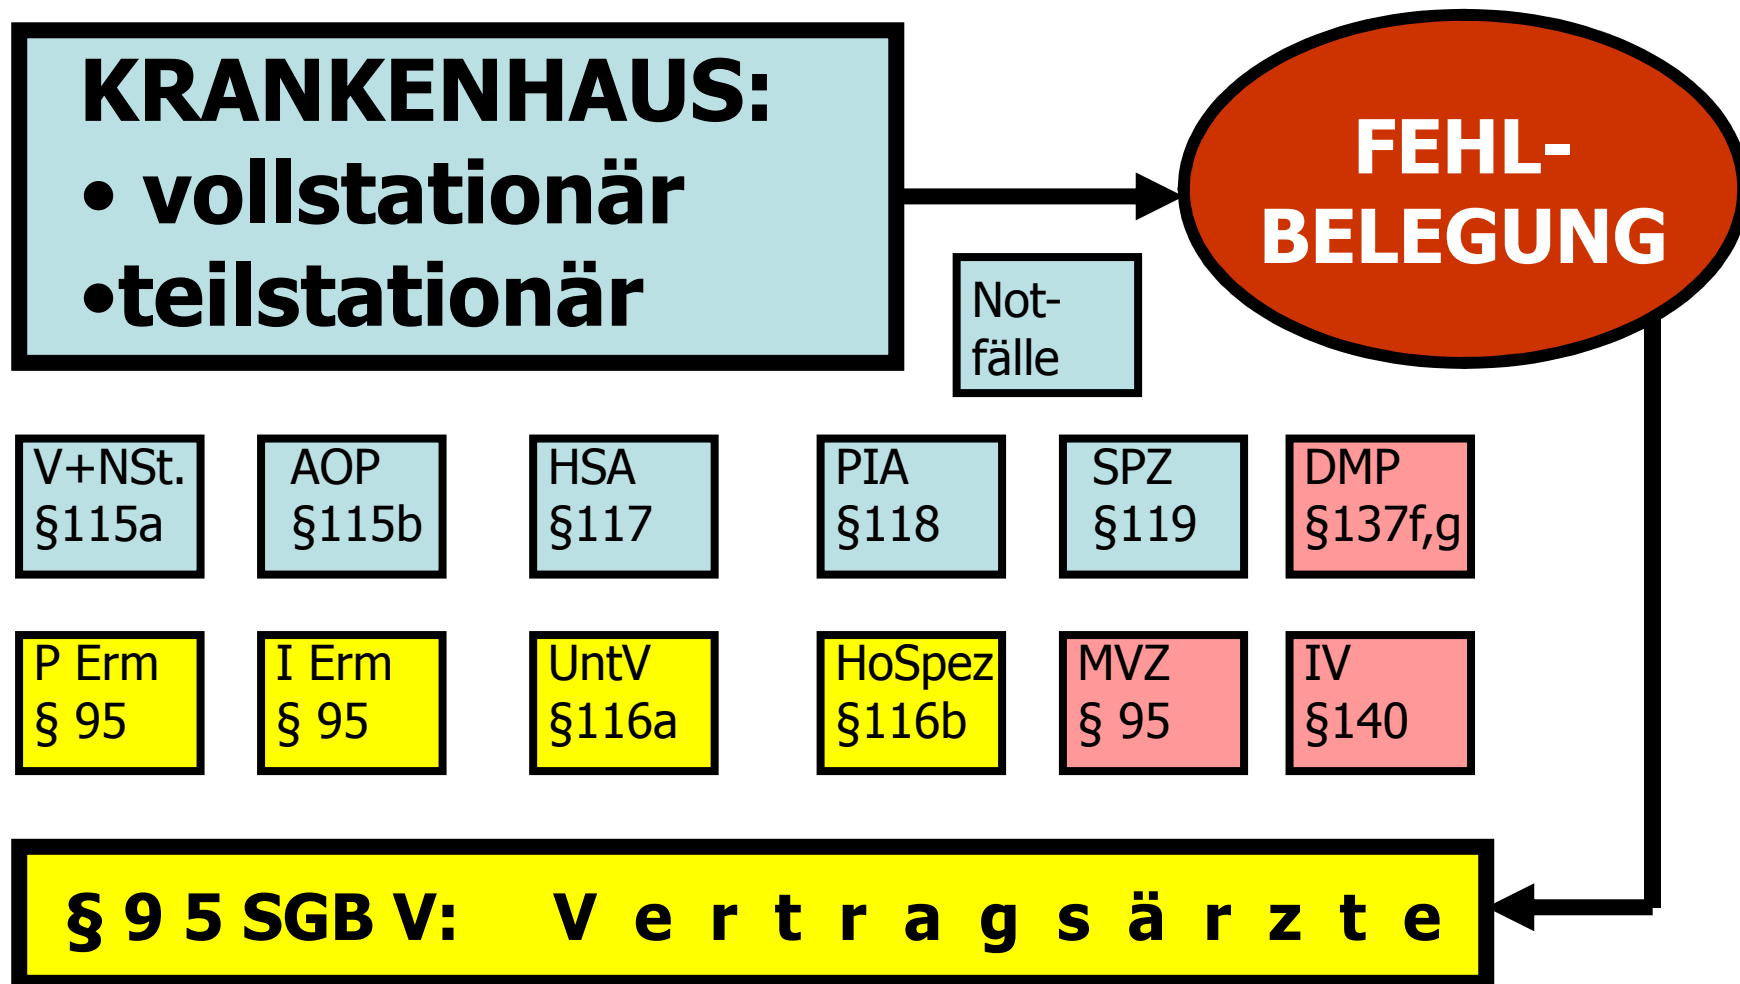 KRANKENHAUS:
• vollstationär
•teilstationär
FEHL-
BELEGUNG
Not-
fälle
V+NSt.
§115a
AOP
§115b
HSA
§117
PIA
§118
SPZ
§119
DMP
§137f,g
P Erm
§ 95
I Erm
§ 95
UntV
§116a
HoSpez
§116b
MVZ
§ 95
IV
§140
§ 9 5 SGB V: V e r t r a g s ä r z t e